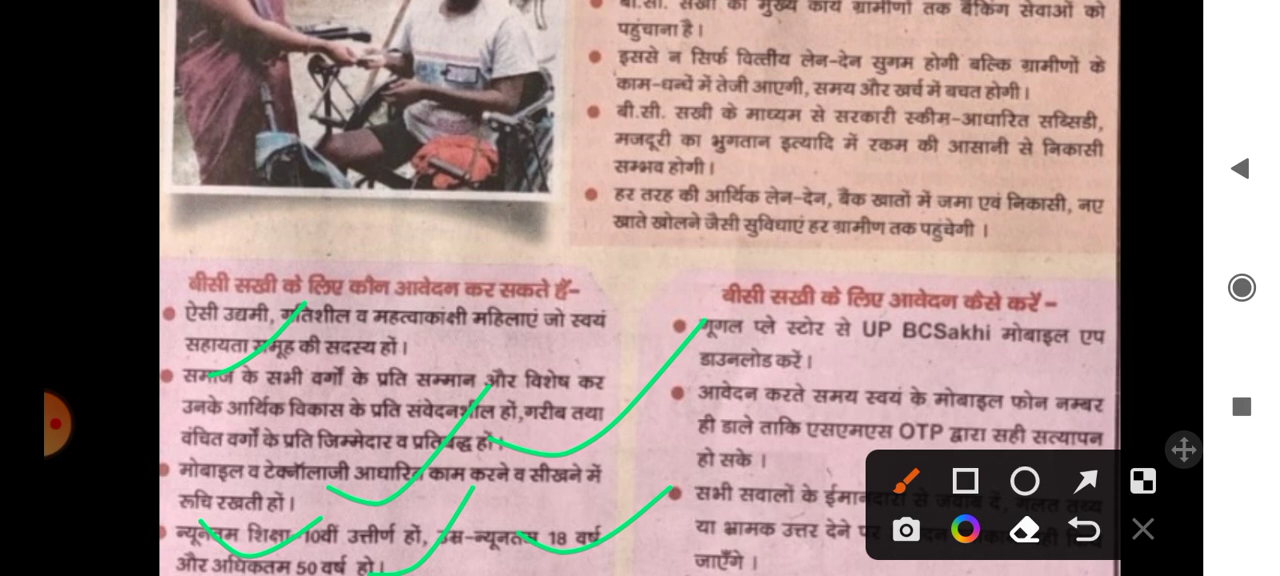 बी.सी. सखी का मुख्य कार्य ग्रामीणों तक बैंकिंग सेवाओं को
पहुंचाना है।
इससे न सिर्फ वित्तीय लेन-देन सुगम होगी बल्कि ग्रामीणों के
काम-धन्धें में तेजी आएगी, समय और खर्च में बचत होगी।
बी.सी. सखी के माध्यम से सरकारी स्कीम-आधारित सब्सिडी,
मजदूरी का भुगतान इत्यादि में रकम की आसानी से निकासी
सम्भव होगी।
हर तरह की आर्थिक लेन-देन, बैंक खातों में जमा एवं निकासी, नए
खाते खोलने जैसी सुविधाएं हर ग्रामीण तक पहुंचेगी।
बीसी सखी के लिए कौन आवेदन कर सकते हैं-
ऐसी उद्यमी, गतिशील व महत्वाकांक्षी महिलाएं जो स्वयं
सहायता समूह की सदस्य हों।
समाज के सभी वर्गों के प्रति सम्मान और विशेष कर
उनके आर्थिक विकास के प्रति संवेदनशील हों,गरीब तथा
वंचित वर्गों के प्रति जिम्मेदार व प्रतिबद्ध हों।
मोबाइल व टेक्नॉलाजी आधारित काम करने व सीखने में
रूचि रखती हों।
न्यूनतम शिक्षा-10वीं उत्तीर्ण हों, उम्र-न्यूनतम 18 वर्ष
और अधिकतम 50 वर्ष हो।
बीसी सखी के लिए आवेदन कैसे करें-
गूगल प्ले स्टोर से UP BCSakhi मोबाइल एप
डाउनलोड करें।
आवेदन करते समय स्वयं के मोबाइल फोन नम्बर
ही डाले ताकि एसएमएस OTP द्वारा सही सत्यापन
हो सके।
सभी सवालों के ईमानदारी से जवाब दें, गलत तथ्य
या भ्रामक उत्तर देने पर
जाएँगे।